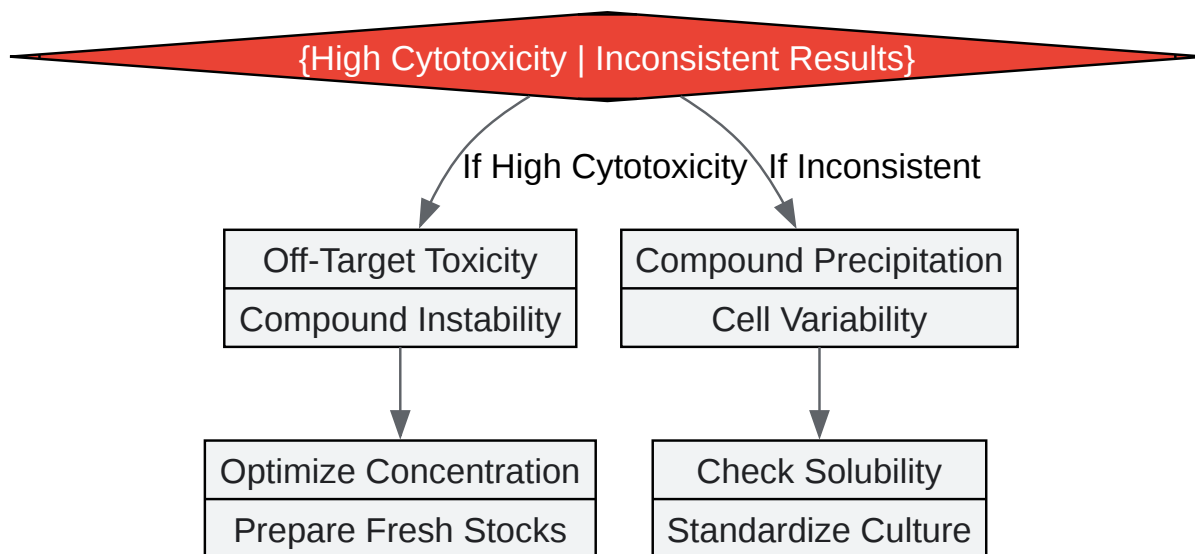 {High Cytotoxicity | Inconsistent Results}
If High Cytotoxicity
If Inconsistent
Off-Target Toxicity
Compound Instability
Compound Precipitation
Cell Variability
Optimize Concentration
Prepare Fresh Stocks
Check Solubility
Standardize Culture